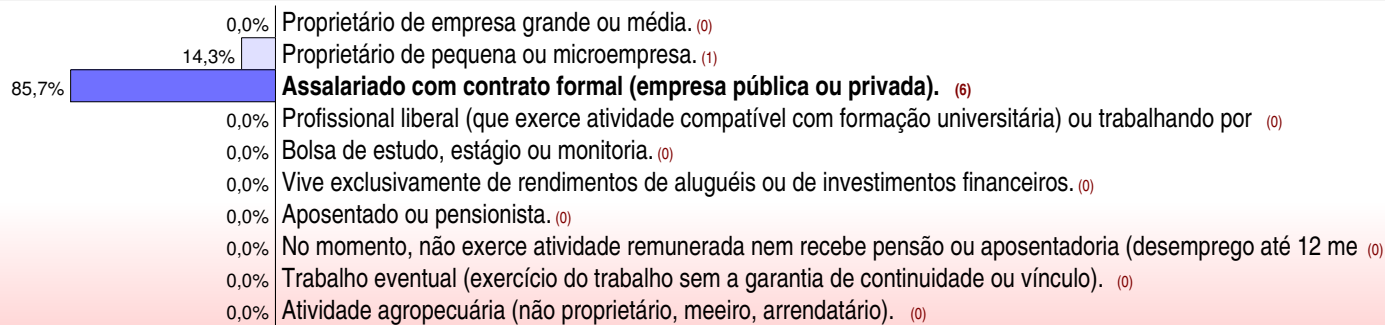 0,0% Proprietário de empresa grande ou média. (0)
14,3% Proprietário de pequena ou microempresa. (1)
85,7% Assalariado com contrato formal (empresa pública ou privada). (6)
0,0% Profissional liberal (que exerce atividade compatível com formação universitária) ou trabalhando por (0)
0,0% Bolsa de estudo, estágio ou monitoria. (0)
0,0% Vive exclusivamente de rendimentos de aluguéis ou de investimentos financeiros. (0)
0,0% Aposentado ou pensionista. (0)
0,0% No momento, não exerce atividade remunerada nem recebe pensão ou aposentadoria (desemprego até 12 me (0)
0,0% Trabalho eventual (exercício do trabalho sem a garantia de continuidade ou vínculo). (0)
0,0% Atividade agropecuária (não proprietário, meeiro, arrendatário). (0)